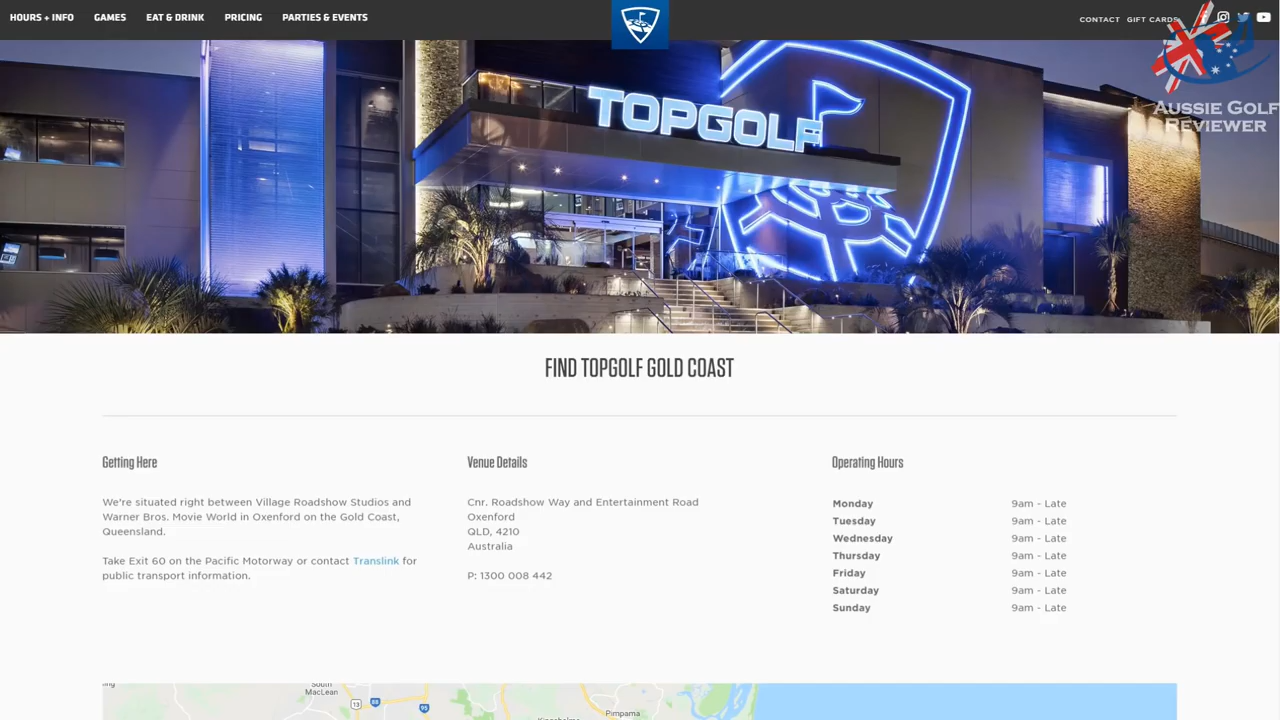 HOURS + INFO GAMES EAT & DRINK PRICING PARTIES & EVENTS
CONTACT GIFT CARDS
TOPGOLF
AUSSIE GOLF
REVIEWER
FIND TOPGOLF GOLD COAST
Getting Here
We're situated right between Village Roadshow Studios and
Warner Bros. Movie World in Oxenford on the Gold Coast,
Queensland.
Take Exit 60 on the Pacific Motorway or contact Translink for
public transport information.
Venue Details
Cnr. Roadshow Way and Entertainment Road
Oxenford
QLD, 4210
Australia
P: 1300 008 442
Operating Hours
Monday 9am - Late
Tuesday 9am - Late
Wednesday 9am - Late
Thursday 9am - Late
Friday 9am - Late
Saturday 9am - Late
Sunday 9am - Late
South
MacLean
13
88
95
Pimpama